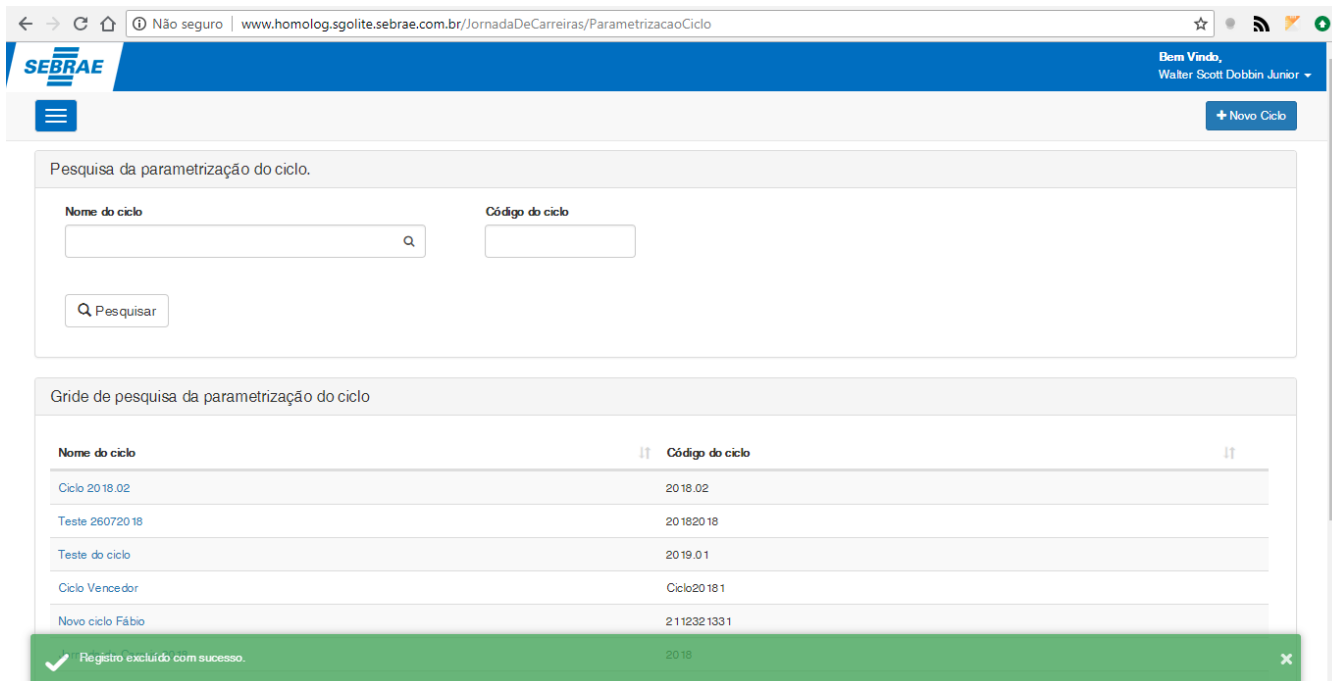 Não seguro | www.homolog.sgolite.sebrae.com.br/JornadaDeCarreiras/ParametrizacaoCiclo
SEBRAE
Bem Vindo,
Walter Scott Dobbin Junior
+ Novo Ciclo
Pesquisa da parametrização do ciclo.
Nome do ciclo Código do ciclo
Pesquisar
Gride de pesquisa da parametrização do ciclo
Nome do ciclo Código do ciclo
Ciclo 2018.02 2018.02
Teste 26072018 20182018
Teste do ciclo 2019.01
Ciclo Vencedor Ciclo20181
Novo ciclo Fábio 2112321331
2018
Registro excluído com sucesso.